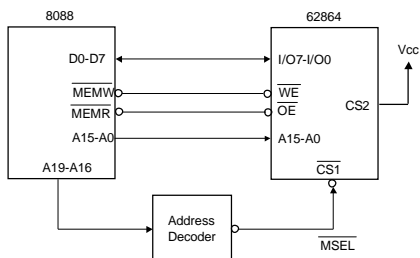 8088
62864
Vcc
D0-D7
I/O7-I/O0
MEMW
WE
MEMR
OE
CS2
A15-A0
A15-A0
CS1
A19-A16
Address
Decoder
MSEL